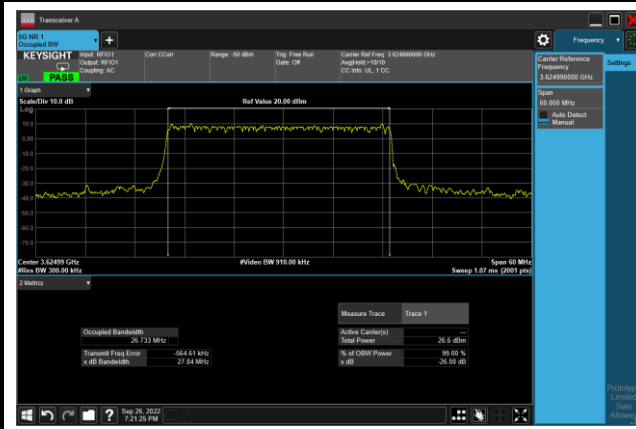 Transceiver A
5G NR 1
Occupied BW
Frequency
KEYSIGHT
Input: RFIO1
Output: RFIO1
Coupling: AC
Corr CCorr
Range: -50 dBm
Trig: Free Run
Gate: Off
Carrier Ref Freq: 3.624990000 GHz
Avg|Hold:>10/10
CC Info: UL, 1 CC
PASS
Carrier Reference
Frequency
3.624990000 GHz
Settings
Span
60.000 MHz
Auto Detect
Manual
1 Graph
Scale/Div 10.0 dB
Ref Value 20.00 dBm
Log
10.0
0.00
-10.0
-20.0
-30.0
-40.0
-50.0
-60.0
-70.0
Center 3.62499 GHz
#Video BW 910.00 kHz
Span 60 MHz
#Res BW 300.00 kHz
Sweep 1.07 ms (2001 pts)
2 Metrics
Measure Trace
Trace 1
Occupied Bandwidth
26.733 MHz
Active Carrier(s)
---
Total Power
26.6 dBm
Transmit Freq Error
-564.61 kHz
% of OBW Power
99.00 %
x dB Bandwidth
27.84 MHz
x dB
-26.00 dB
Sep 26, 2022
7:21:25 PM
Prototype
Limited
Sale
Allowed